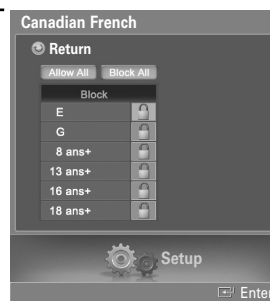 Canadian French
Return
Allow All Block All
Block
E
G
8 ans+
13 ans+
16 ans+
18 ans+
Setup
Enter